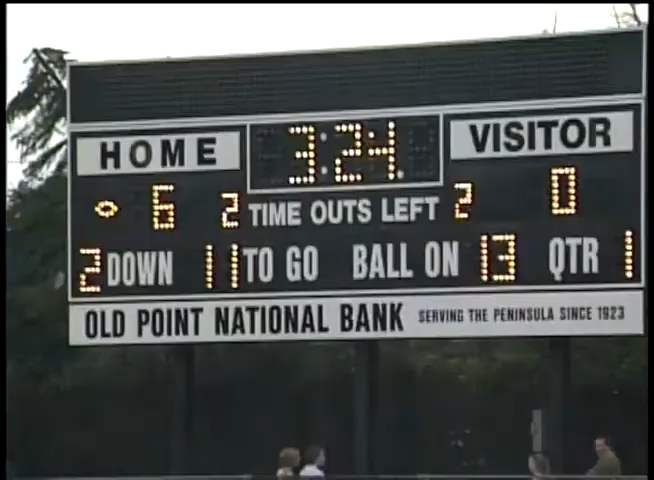 HOME 3:24 VISITOR
6 2 TIME OUTS LEFT 2 0
2 DOWN 11 TO GO BALL ON 13 QTR 1
OLD POINT NATIONAL BANK SERVING THE PENINSULA SINCE 1923